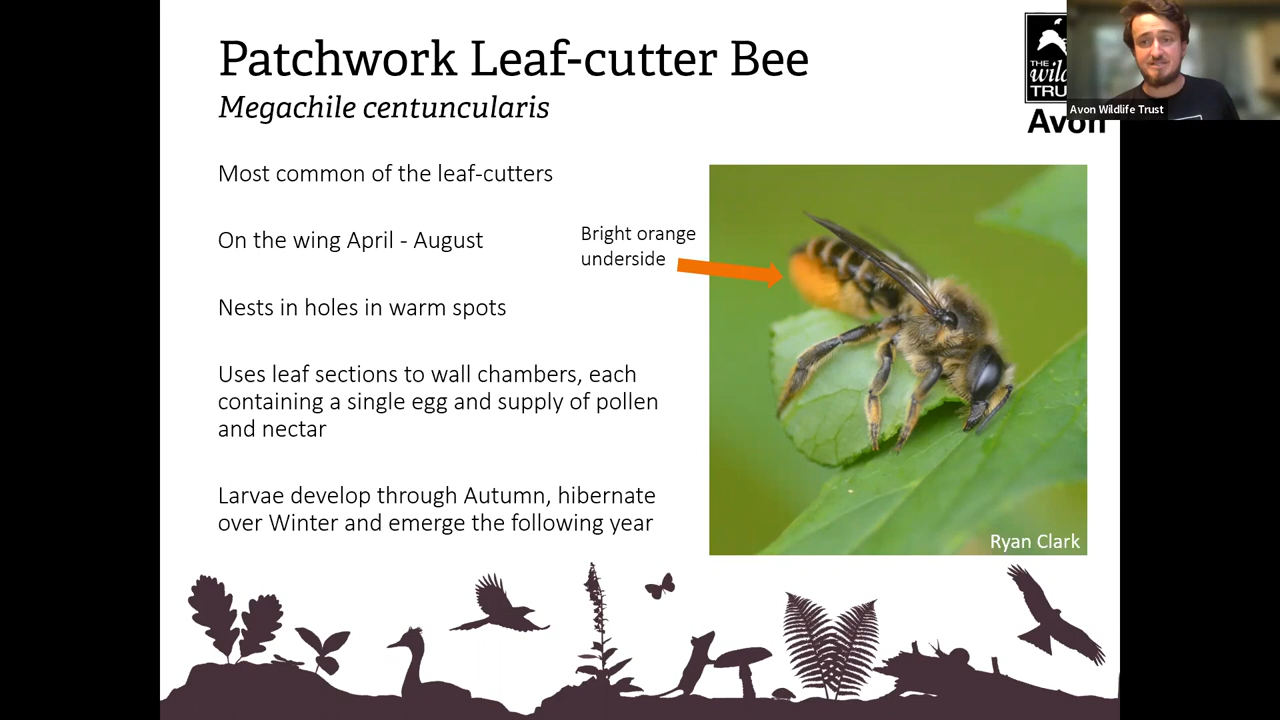 Patchwork Leaf-cutter Bee
Megachile centuncularis
THE
wild
TRU
Avon
Avon Wildlife Trust
Most common of the leaf-cutters
On the wing April - August
Bright orange
underside
Nests in holes in warm spots
Uses leaf sections to wall chambers, each
containing a single egg and supply of pollen
and nectar
Larvae develop through Autumn, hibernate
over Winter and emerge the following year
Ryan Clark